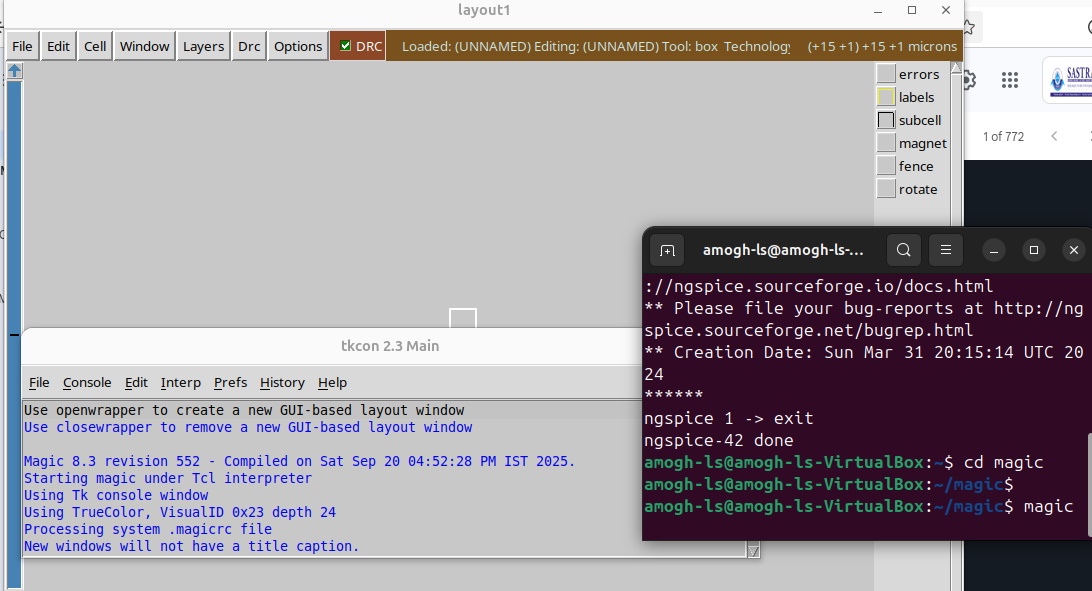 layout1
File Edit Cell Window Layers Drc Options DRC Loaded: (UNNAMED) Editing: (UNNAMED) Tool: box Technology (+15 +1) +15 +1 microns
errors
labels
subcell
magnet
fence
rotate
SASTRA
1 of 772
tkcon 2.3 Main
File Console Edit Interp Prefs History Help
Use openwrapper to create a new GUI-based layout window
Use closewrapper to remove a new GUI-based layout window
Magic 8.3 revision 552 - Compiled on Sat Sep 20 04:52:28 PM IST 2025.
Starting magic under Tcl interpreter
Using Tk console window
Using TrueColor, VisualID 0x23 depth 24
Processing system .magicrc file
New windows will not have a title caption.
amogh-ls@amogh-ls-...
://ngspice.sourceforge.io/docs.html
** Please file your bug-reports at http://ng
spice.sourceforge.net/bugrep.html
** Creation Date: Sun Mar 31 20:15:14 UTC 20
24
******
ngspice 1 -> exit
ngspice-42 done
amogh-ls@amogh-ls-VirtualBox:~$ cd magic
amogh-ls@amogh-ls-VirtualBox:~/magic$
amogh-ls@amogh-ls-VirtualBox:~/magic$ magic